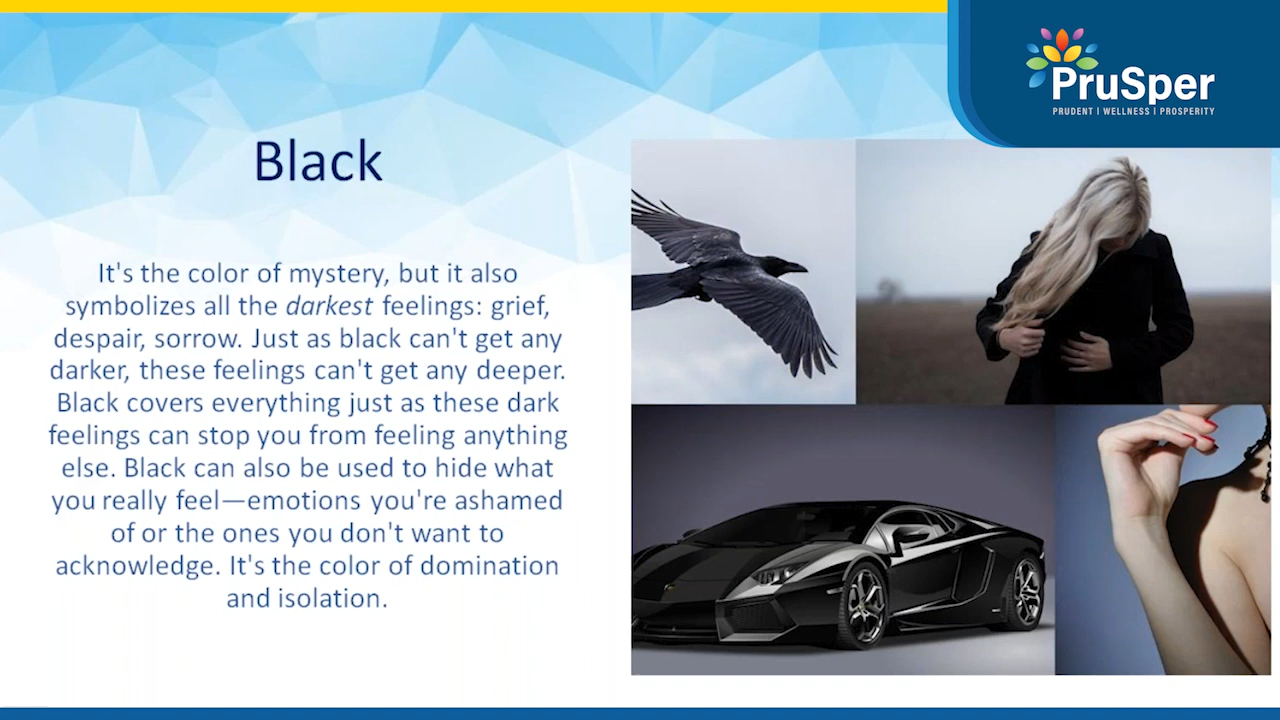 PruSper
PRUDENT | WELLNESS | PROSPERITY
Black
It's the color of mystery, but it also
symbolizes all the darkest feelings: grief,
despair, sorrow. Just as black can't get any
darker, these feelings can't get any deeper.
Black covers everything just as these dark
feelings can stop you from feeling anything
else. Black can also be used to hide what
you really feel—emotions you're ashamed
of or the ones you don't want to
acknowledge. It's the color of domination
and isolation.